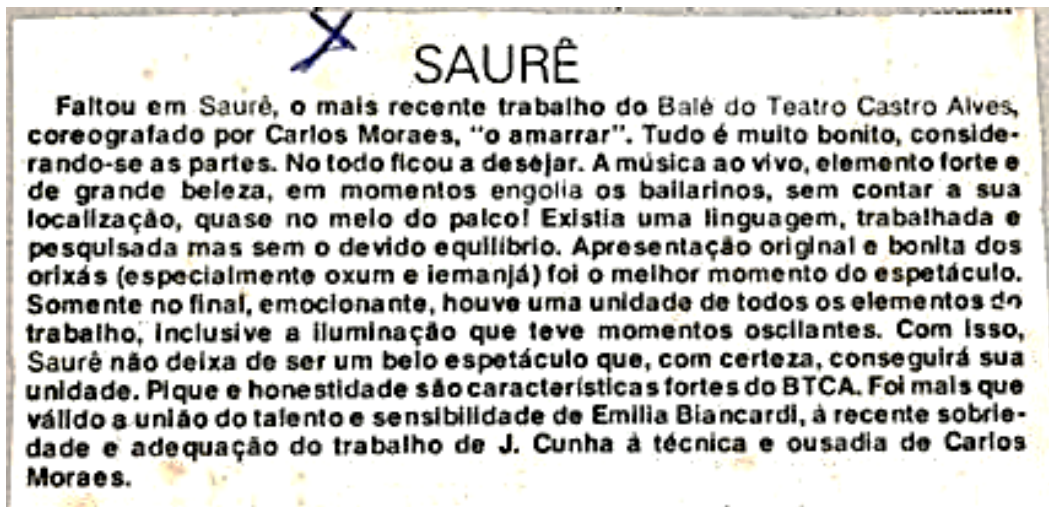 SAURÊ
Faltou em Saurê, o mais recente trabalho do Balé do Teatro Castro Alves,
coreografado por Carlos Moraes, "o amarrar". Tudo é muito bonito, conside-
rando-se as partes. No todo ficou a desejar. A música ao vivo, elemento forte e
de grande beleza, em momentos engolia os bailarinos, sem contar a sua
localização, quase no meio do palco! Existia uma linguagem, trabalhada e
pesquisada mas sem o devido equilíbrio. Apresentação original e bonita dos
orixás (especialmente oxum e iemanjá) foi o melhor momento do espetáculo.
Somente no final, emocionante, houve uma unidade de todos os elementos do
trabalho, inclusive a iluminação que teve momentos oscilantes. Com isso,
Saurê não deixa de ser um belo espetáculo que, com certeza, conseguirá sua
unidade. Pique e honestidade são características fortes do BTCA. Foi mais que
válido a união do talento e sensibilidade de Emilia Biancardi, à recente sobrie-
dade e adequação do trabalho de J. Cunha à técnica e ousadia de Carlos
Moraes.